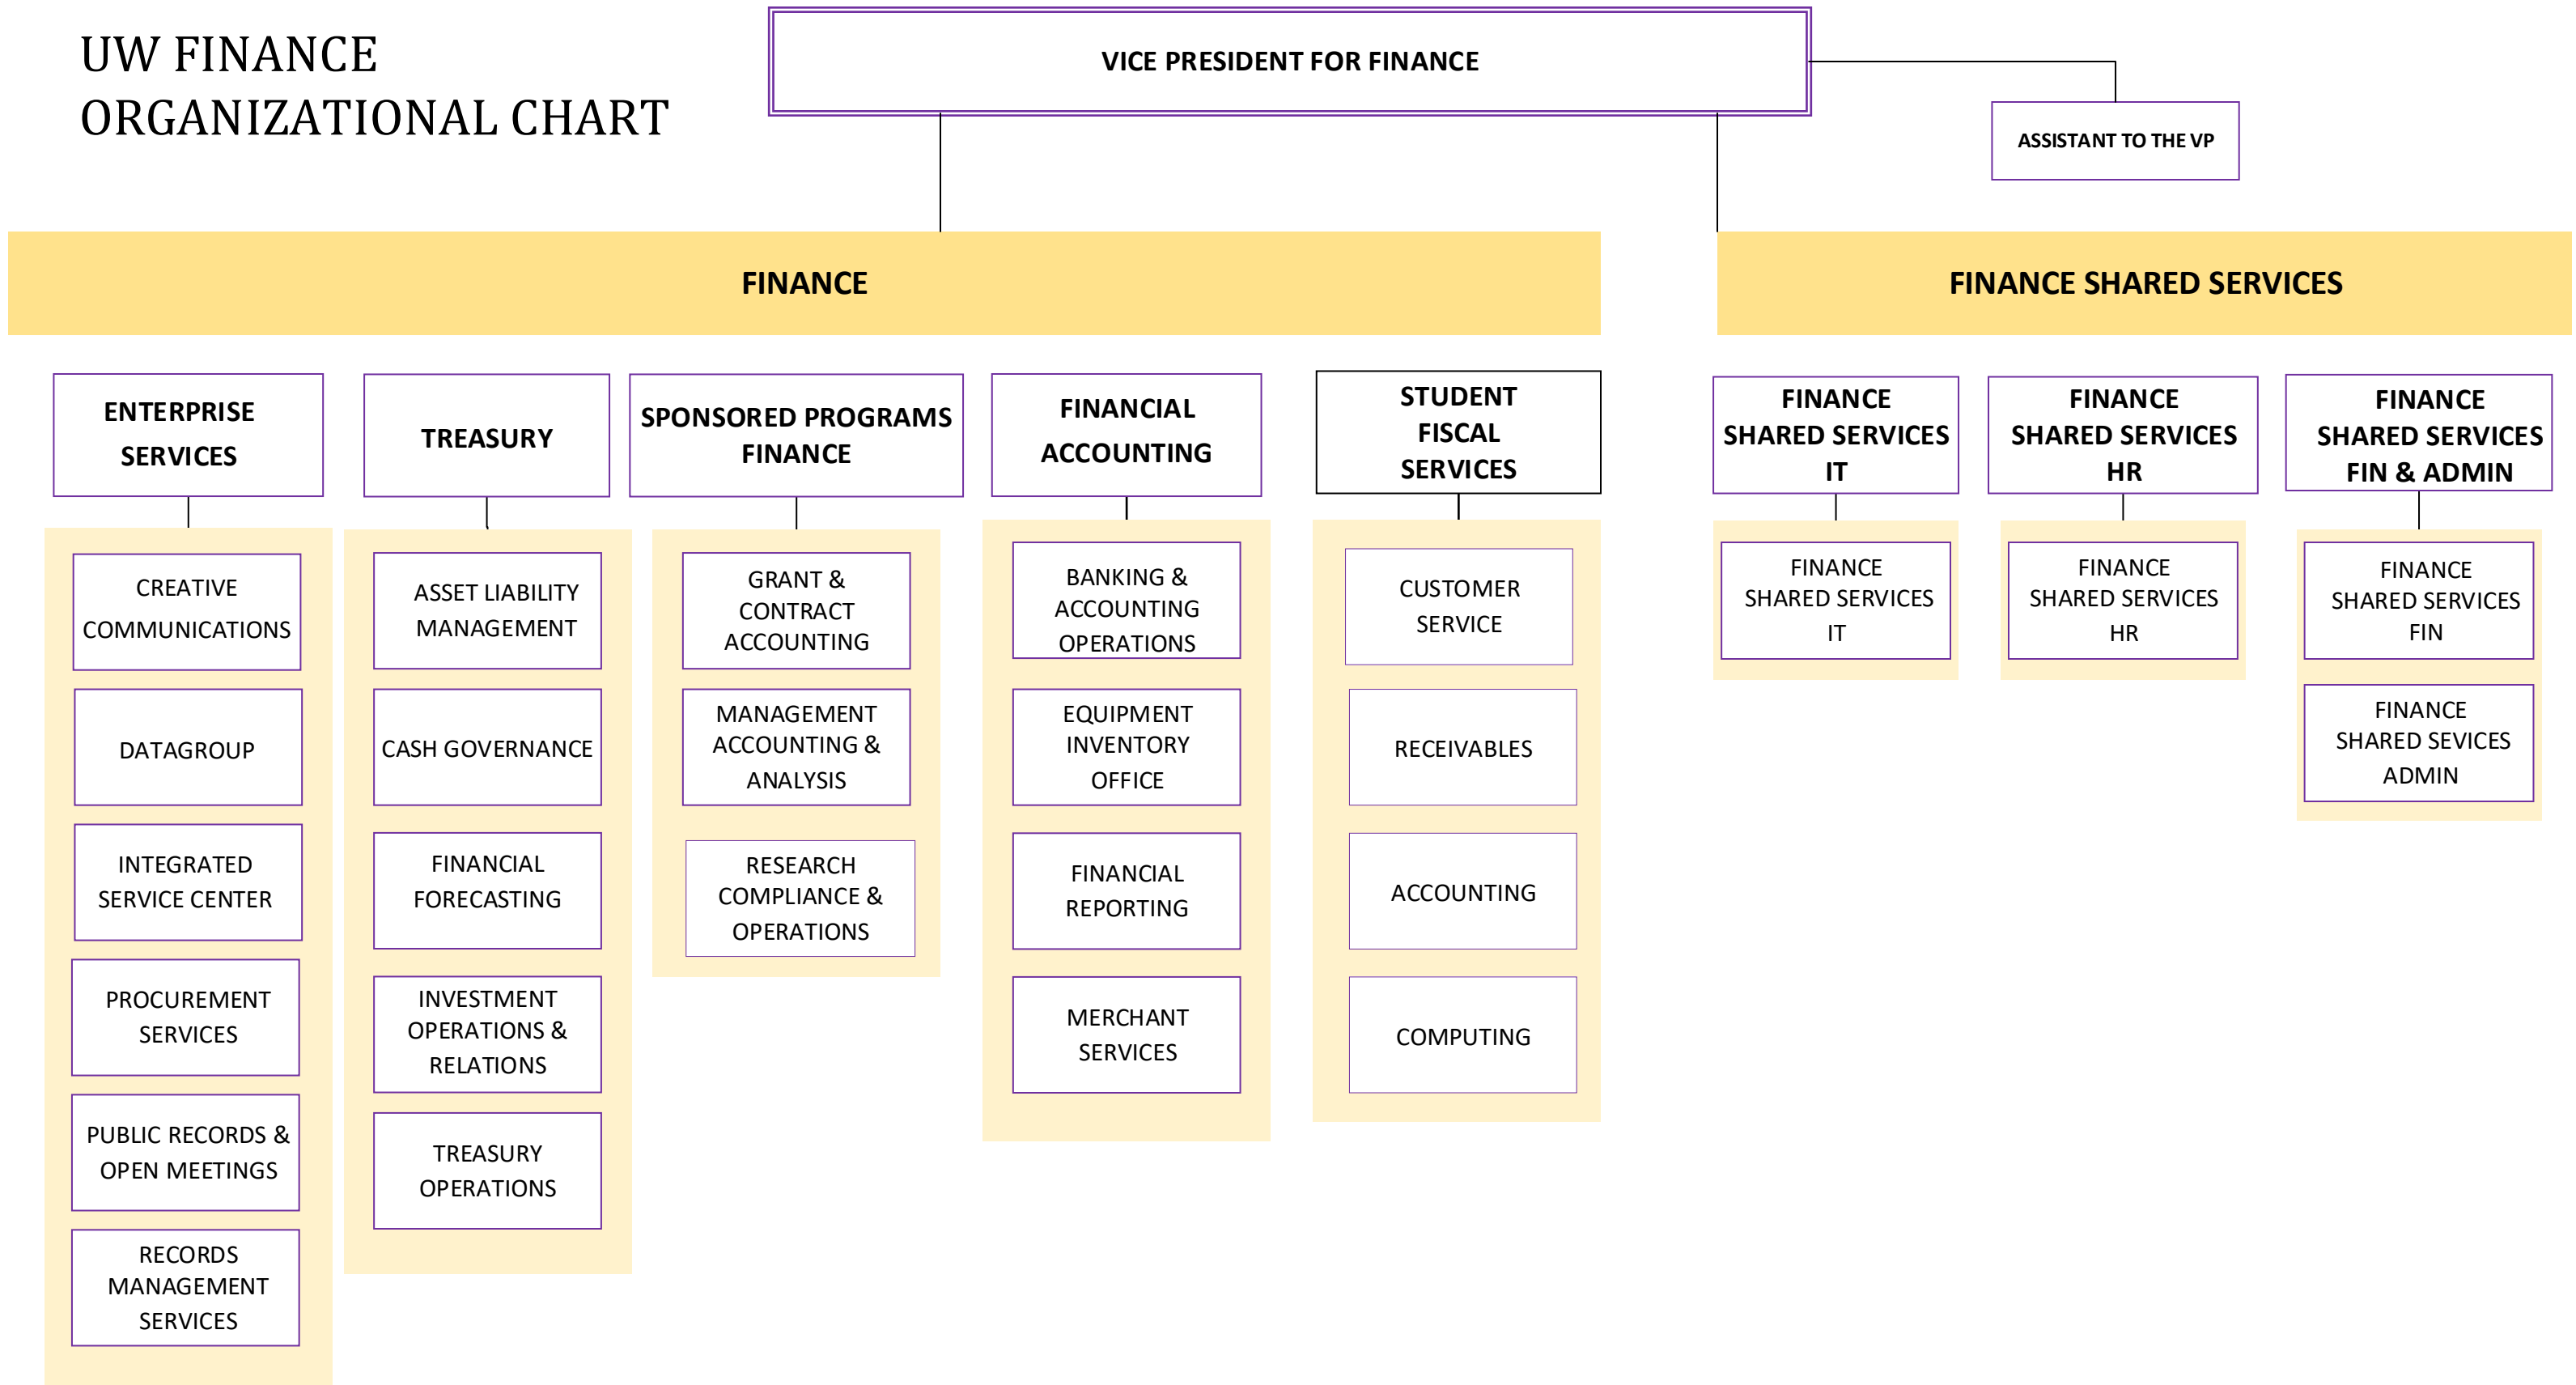 UW FINANCE
ORGANIZATIONAL CHART
VICE PRESIDENT FOR FINANCE
ASSISTANT TO THE VP
FINANCE
FINANCE SHARED SERVICES
ENTERPRISE
SERVICES
TREASURY
SPONSORED PROGRAMS
FINANCE
FINANCIAL
ACCOUNTING
STUDENT
FISCAL
SERVICES
FINANCE
SHARED SERVICES
IT
FINANCE
SHARED SERVICES
HR
FINANCE
SHARED SERVICES
FIN & ADMIN
CREATIVE
COMMUNICATIONS
DATAGROUP
INTEGRATED
SERVICE CENTER
PROCUREMENT
SERVICES
PUBLIC RECORDS &
OPEN MEETINGS
RECORDS
MANAGEMENT
SERVICES
ASSET LIABILITY
MANAGEMENT
CASH GOVERNANCE
FINANCIAL
FORECASTING
INVESTMENT
OPERATIONS &
RELATIONS
TREASURY
OPERATIONS
GRANT &
CONTRACT
ACCOUNTING
MANAGEMENT
ACCOUNTING &
ANALYSIS
RESEARCH
COMPLIANCE &
OPERATIONS
BANKING &
ACCOUNTING
OPERATIONS
EQUIPMENT
INVENTORY
OFFICE
FINANCIAL
REPORTING
MERCHANT
SERVICES
CUSTOMER
SERVICE
RECEIVABLES
ACCOUNTING
COMPUTING
FINANCE
SHARED SERVICES
IT
FINANCE
SHARED SERVICES
HR
FINANCE
SHARED SERVICES
FIN
FINANCE
SHARED SEVICES
ADMIN